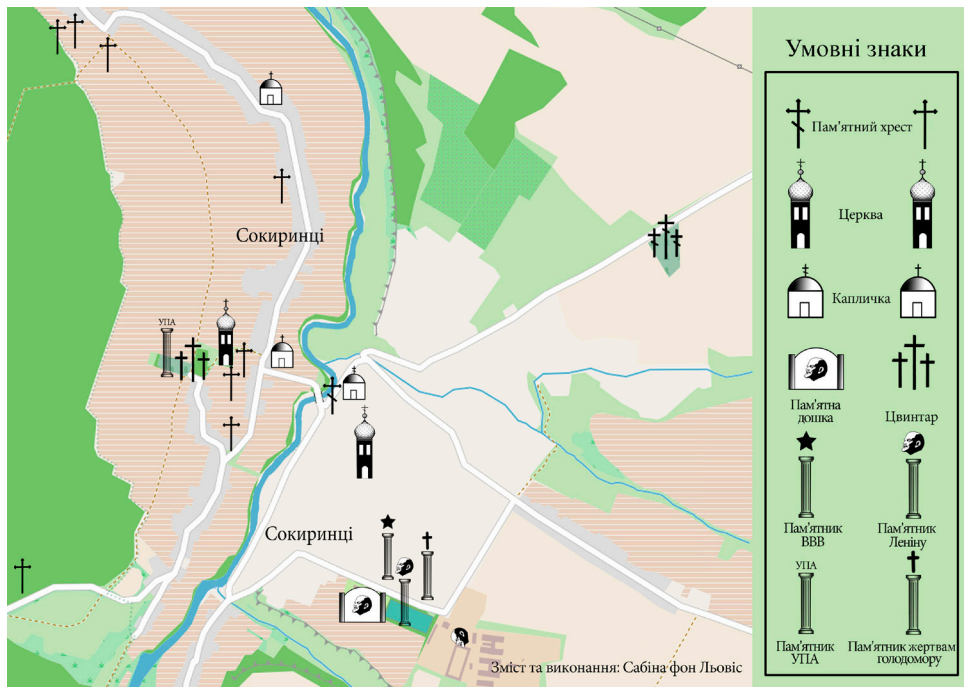 Умовні знаки
Пам'ятний хрест
Церква
Капличка
Пам'ятна
дошка
Цвинтар
Пам'ятник
ВВВ
Пам'ятник
Леніну
УПА
Пам'ятник
УПА
Пам'ятник жертвам
голодомору
Сокиринці
УПА
Сокиринці
Зміст та виконання: Сабіна фон Льовіс